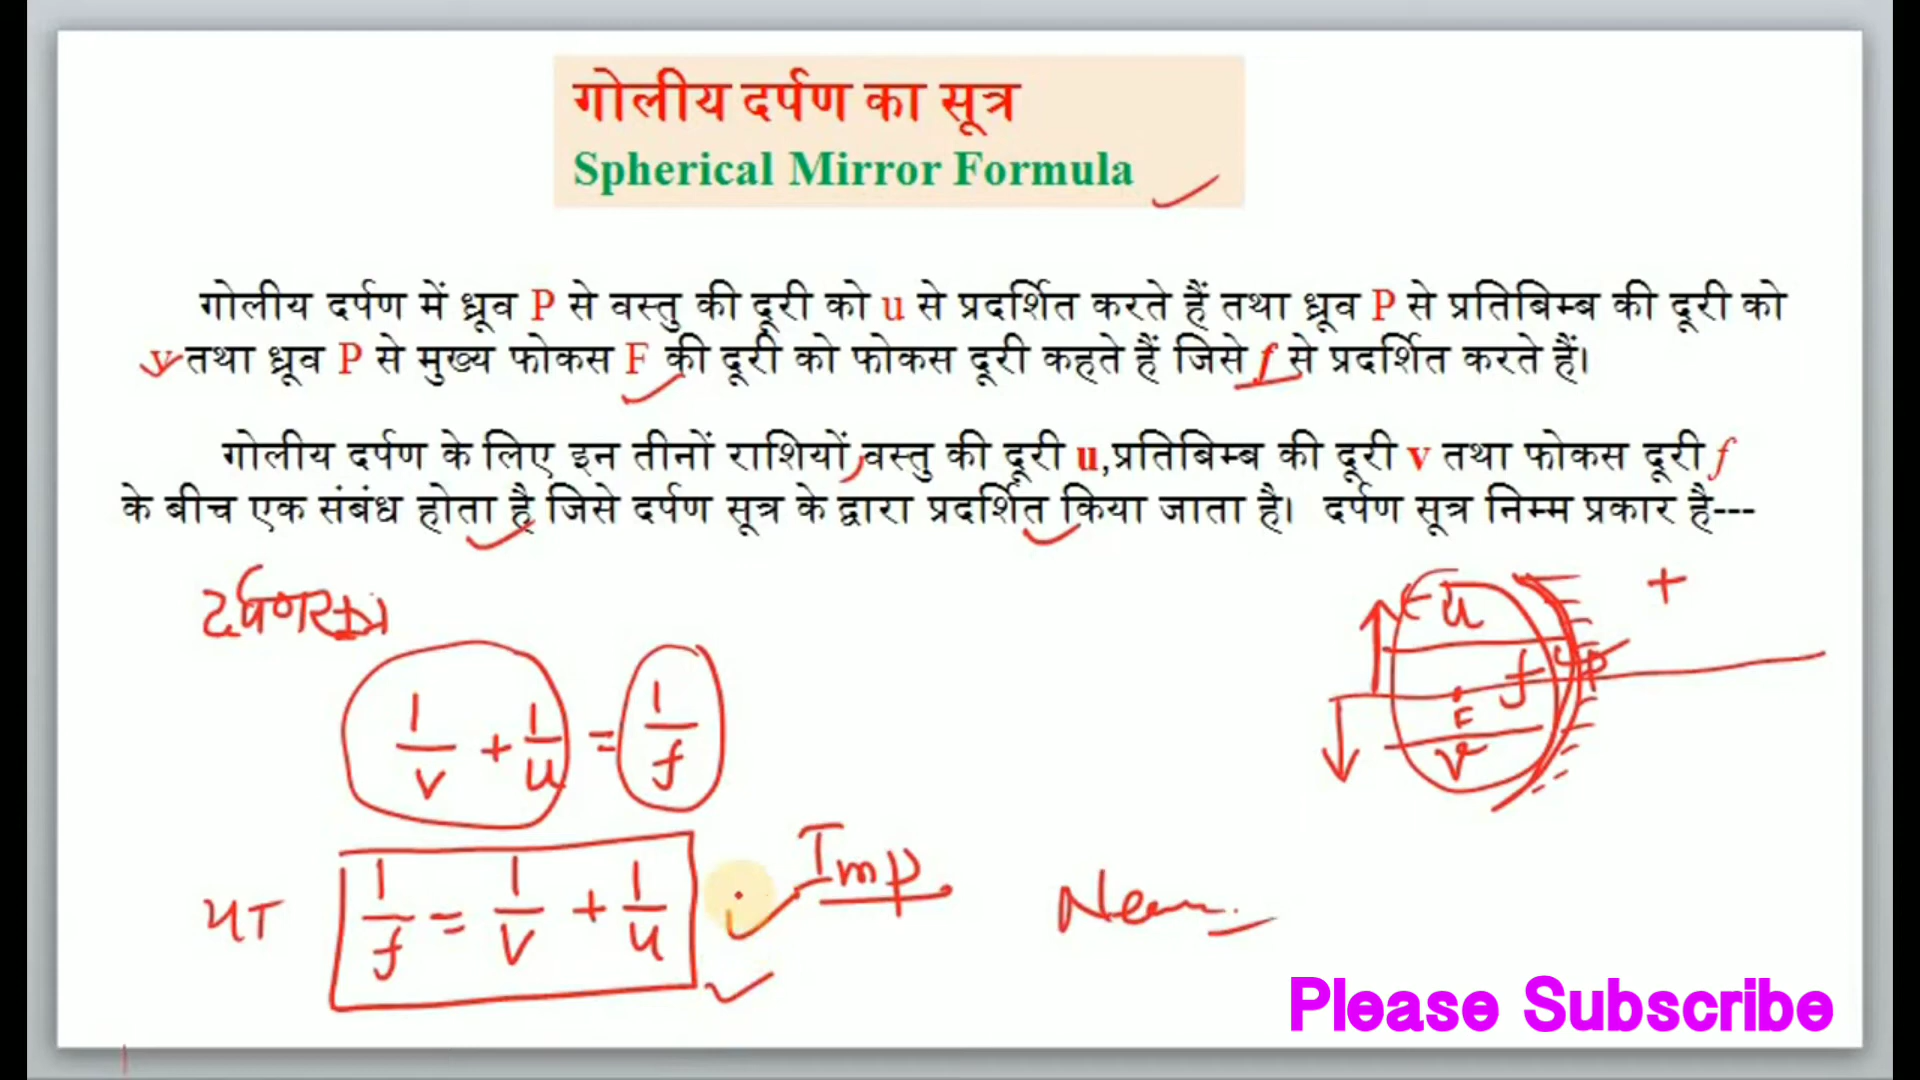 गोलीय दर्पण का सूत्र
Spherical Mirror Formula
गोलीय दर्पण में ध्रूव P से वस्तु की दूरी को u से प्रदर्शित करते हैं तथा ध्रूव P से प्रतिबिम्ब की दूरी को
v तथा ध्रूव P से मुख्य फोकस F की दूरी को फोकस दूरी कहते हैं जिसे f से प्रदर्शित करते हैं।
गोलीय दर्पण के लिए इन तीनों राशियों,वस्तु की दूरी u,प्रतिबिम्ब की दूरी v तथा फोकस दूरी f
के बीच एक संबंध होता है जिसे दर्पण सूत्र के द्वारा प्रदर्शित किया जाता है। दर्पण सूत्र निम्म प्रकार है---
दर्पण सूत्र
1/v + 1/u = 1/f
या 1/f = 1/v + 1/u
Imp
+
u
f P
F
v
Please Subscribe